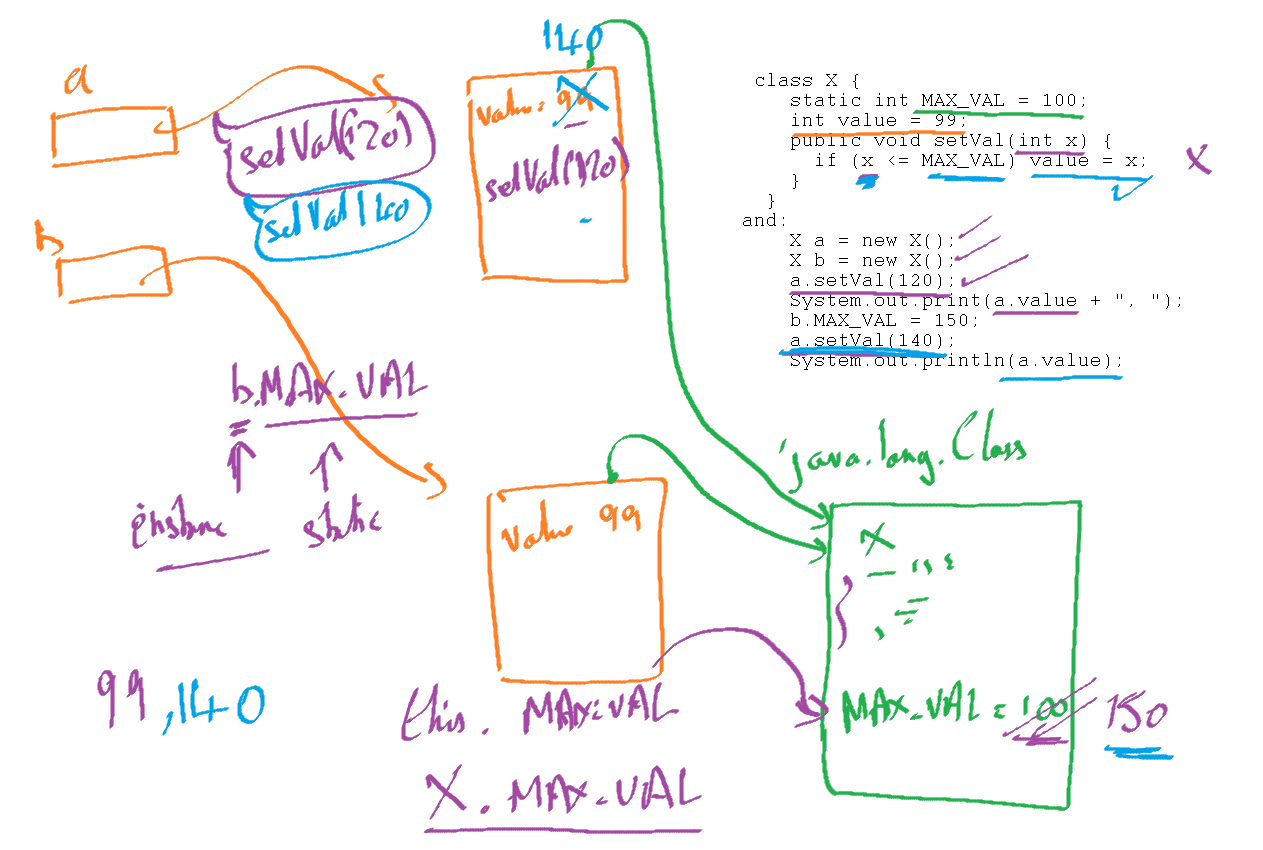 140
a
value: 99
setVal(120)
setVal(120)
setVal 140
b
class X {
static int MAX_VAL = 100;
int value = 99;
public void setVal(int x) {
if (x <= MAX_VAL) value = x;
X
}
}
and:
X a = new X();
X b = new X();
a.setVal(120);
System.out.print(a.value + ", ");
b.MAX_VAL = 150;
a.setVal(140);
System.out.println(a.value);
b.MAX_VAL
static
java.lang.Class
value 99
X
MAX_VAL = 100 150
99, 140
this. MAX_VAL
X. MAX_VAL